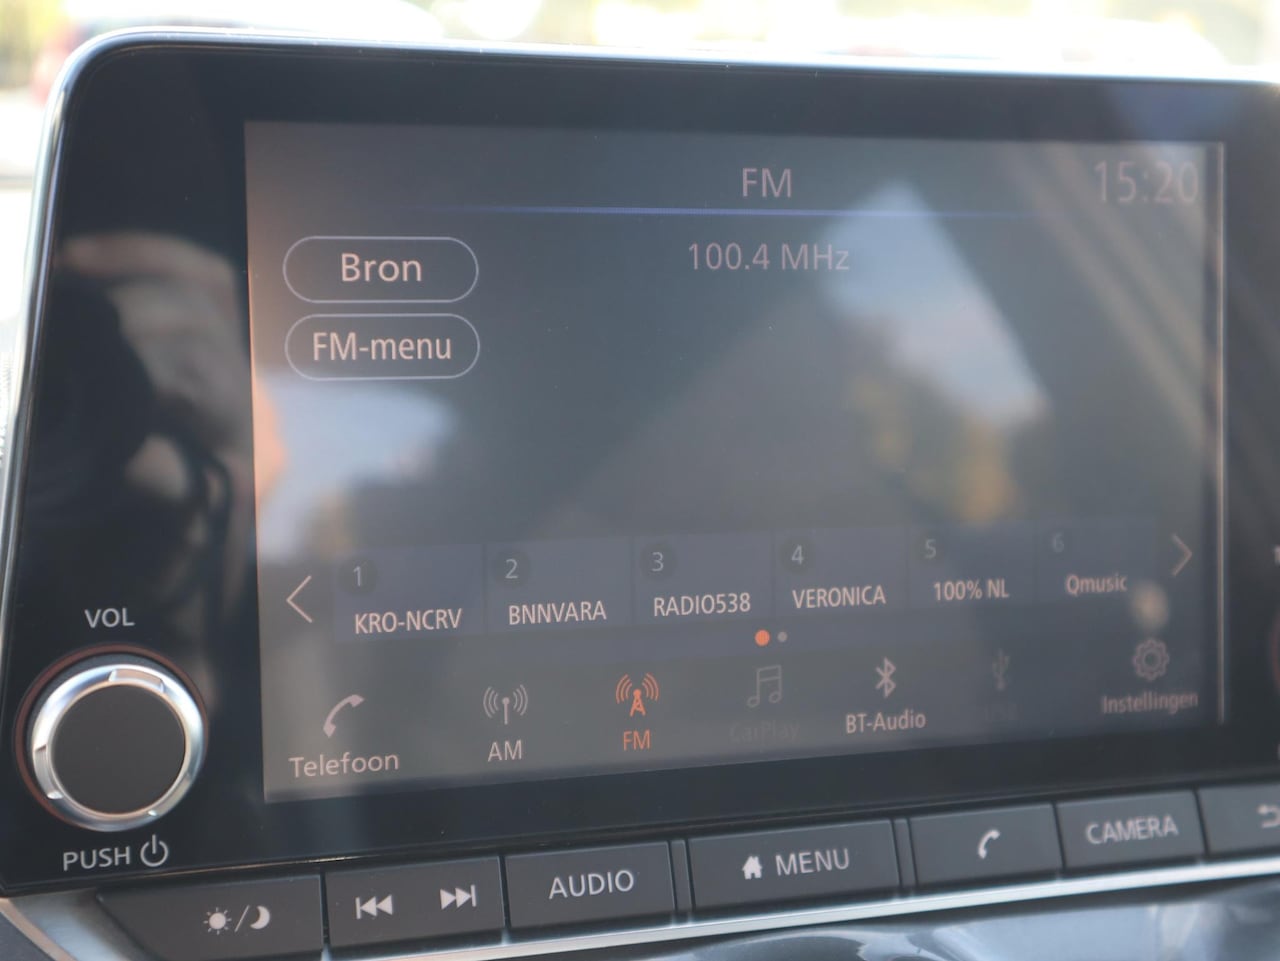 FM
15:20
Bron
100.4 MHz
FM-menu
1
KRO-NCRV
2
BNNVARA
3
RADIO538
4
VERONICA
5
100% NL
6
Qmusic
Telefoon
AM
FM
CarPlay
BT-Audio
Instellingen
VOL
PUSH
AUDIO
MENU
CAMERA